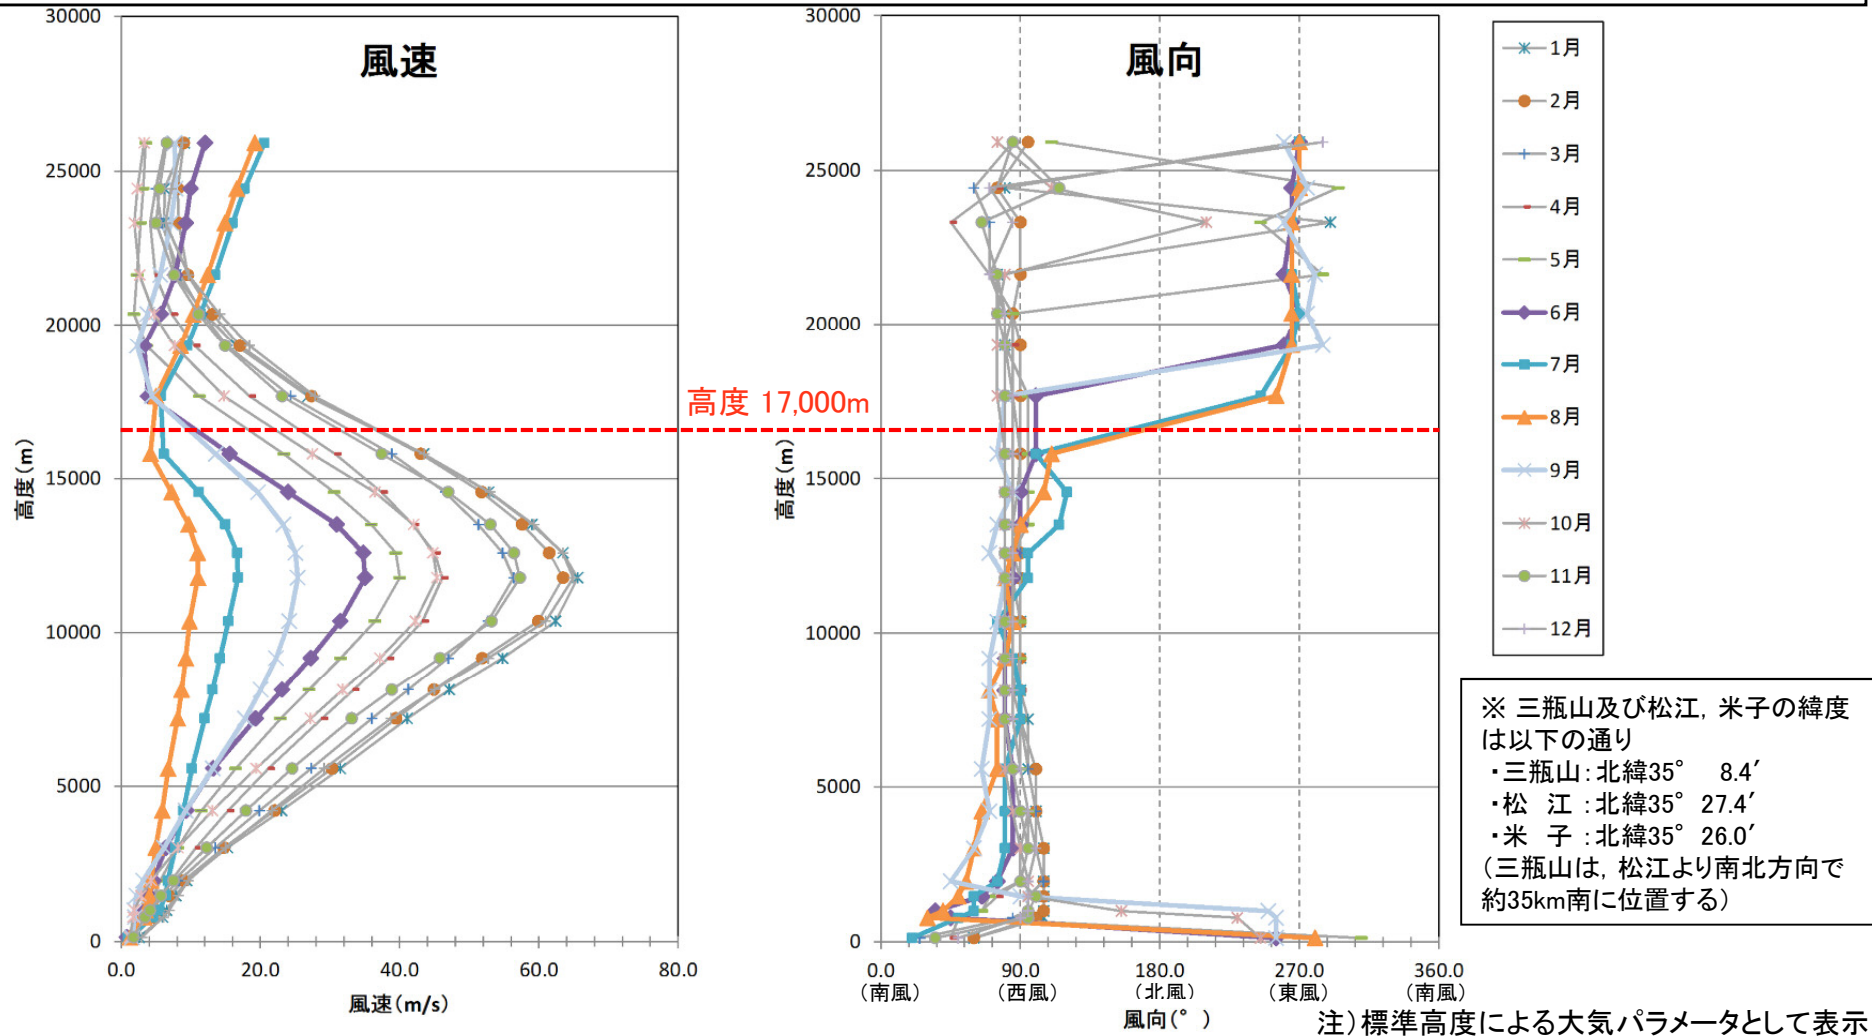 風速
30000
25000
20000
15000
10000
5000
0
高度(m)
0.0 20.0 40.0 60.0 80.0
風速(m/s)
高度 17,000m
風向
30000
25000
20000
15000
10000
5000
0
高度(m)
0.0 90.0 180.0 270.0 360.0
(南風) (西風) (北風) (東風) (南風)
風向(° )
1月
2月
3月
4月
5月
6月
7月
8月
9月
10月
11月
12月
※ 三瓶山及び松江, 米子の緯度
は以下の通り
・三瓶山:北緯35° 8.4′
・松 江 :北緯35° 27.4′
・米 子 :北緯35° 26.0′
(三瓶山は, 松江より南北方向で
約35km南に位置する)
注)標準高度による大気パラメータとして表示